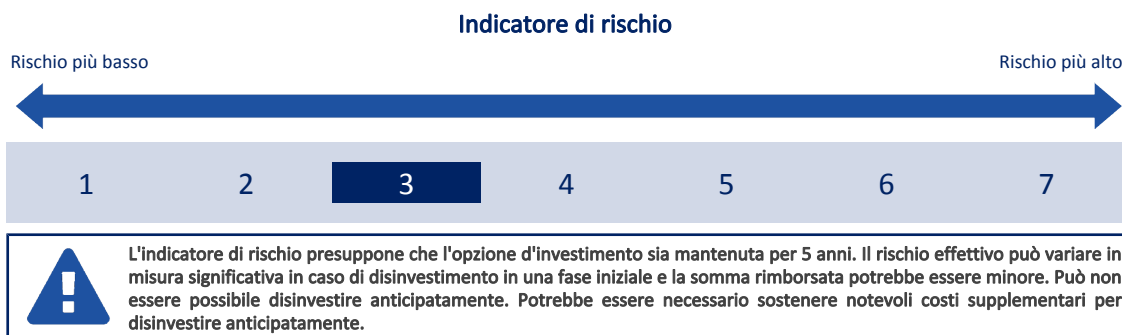 Indicatore di rischio
Rischio più basso
Rischio più alto
1 2 3 4 5 6 7
L'indicatore di rischio presuppone che l'opzione d'investimento sia mantenuta per 5 anni. Il rischio effettivo può variare in
misura significativa in caso di disinvestimento in una fase iniziale e la somma rimborsata potrebbe essere minore. Può non
essere possibile disinvestire anticipatamente. Potrebbe essere necessario sostenere notevoli costi supplementari per
disinvestire anticipatamente.